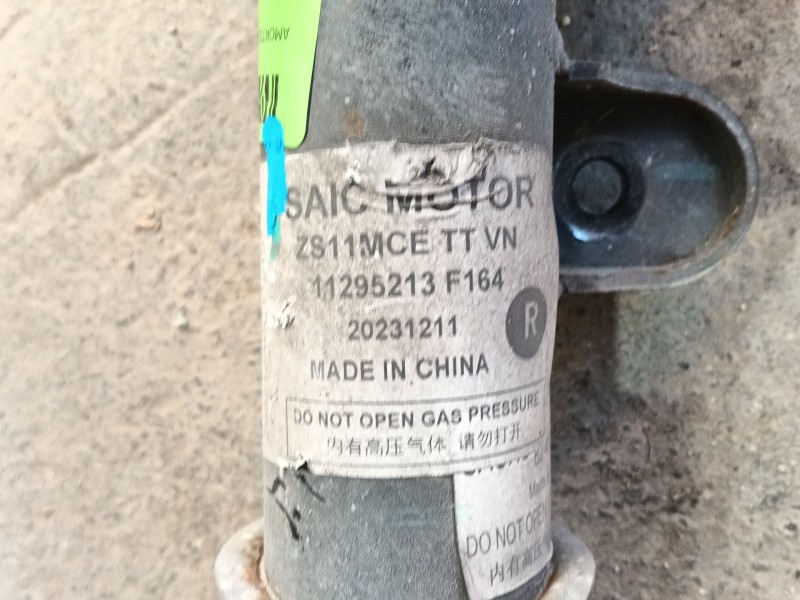 SAIC MOTOR
ZS11MCE TT VN
11295213 F164
20231211
R
MADE IN CHINA
DO NOT OPEN GAS PRESSURE
内有高压气体 请勿打开
DO NOT OPEN
内有高压